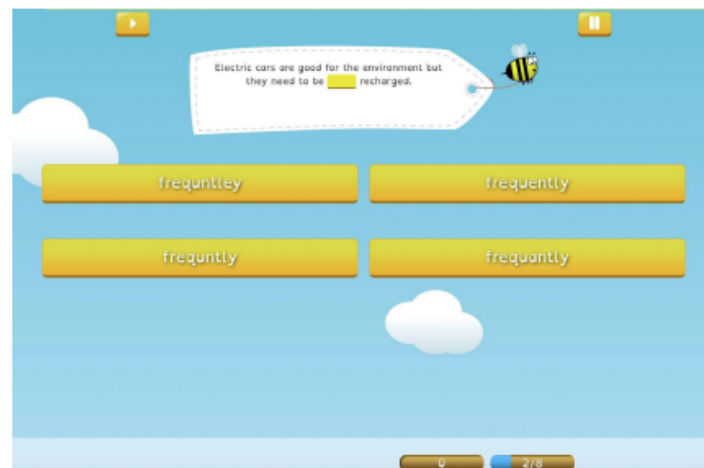 Electric cars are good for the environment but
they need to be recharged.
frequntley
frequently
frequntly
frequantly
0
2/8